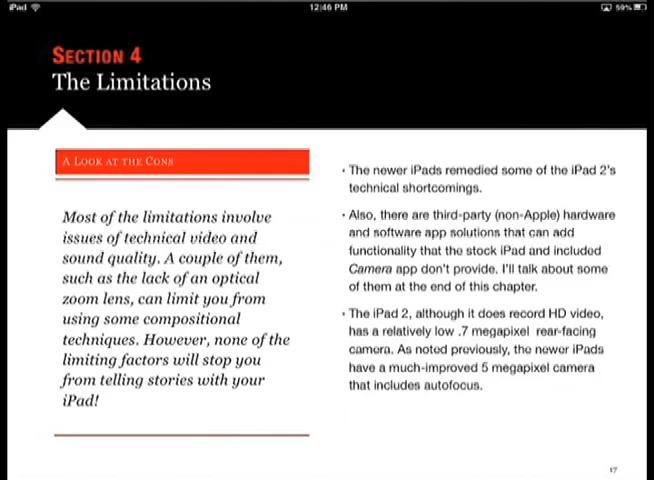 iPad
12:46 PM
59%
SECTION 4
The Limitations
A LOOK AT THE CONS
Most of the limitations involve
issues of technical video and
sound quality. A couple of them,
such as the lack of an optical
zoom lens, can limit you from
using some compositional
techniques. However, none of the
limiting factors will stop you
from telling stories with your
iPad!
• The newer iPads remedied some of the iPad 2's
technical shortcomings.
• Also, there are third-party (non-Apple) hardware
and software app solutions that can add
functionality that the stock iPad and included
Camera app don't provide. I'll talk about some
of them at the end of this chapter.
• The iPad 2, although it does record HD video,
has a relatively low .7 megapixel rear-facing
camera. As noted previously, the newer iPads
have a much-improved 5 megapixel camera
that includes autofocus.
17